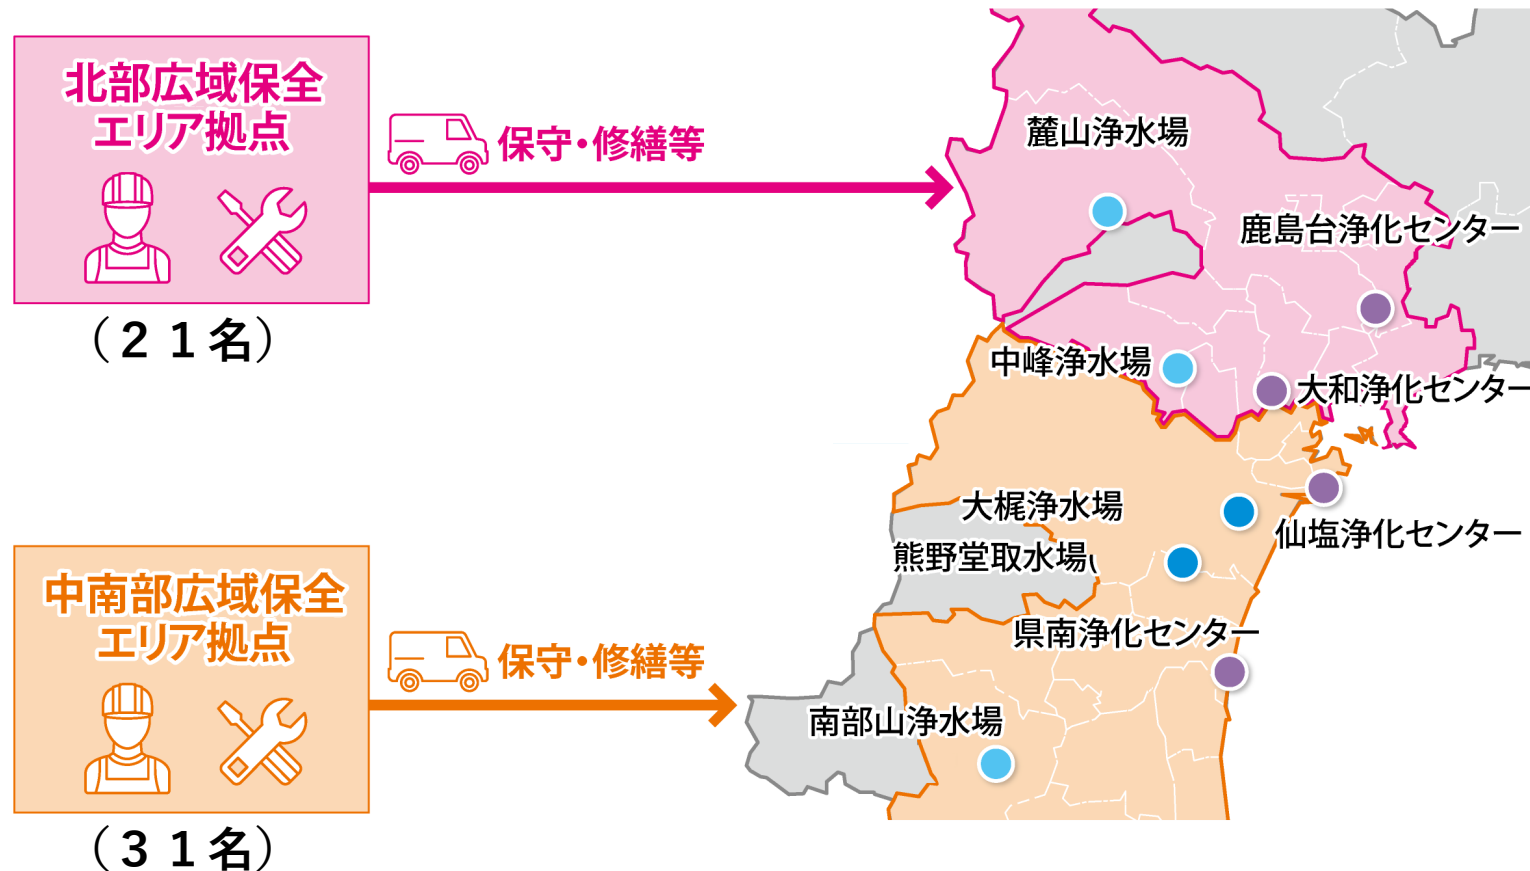 北部広域保全
エリア拠点
(２１名)
保守・修繕等
麓山浄水場
鹿島台浄化センター
中峰浄水場
大和浄化センター
大梶浄水場
仙塩浄化センター
熊野堂取水場
県南浄化センター
南部山浄水場
中南部広域保全
エリア拠点
(３１名)
保守・修繕等